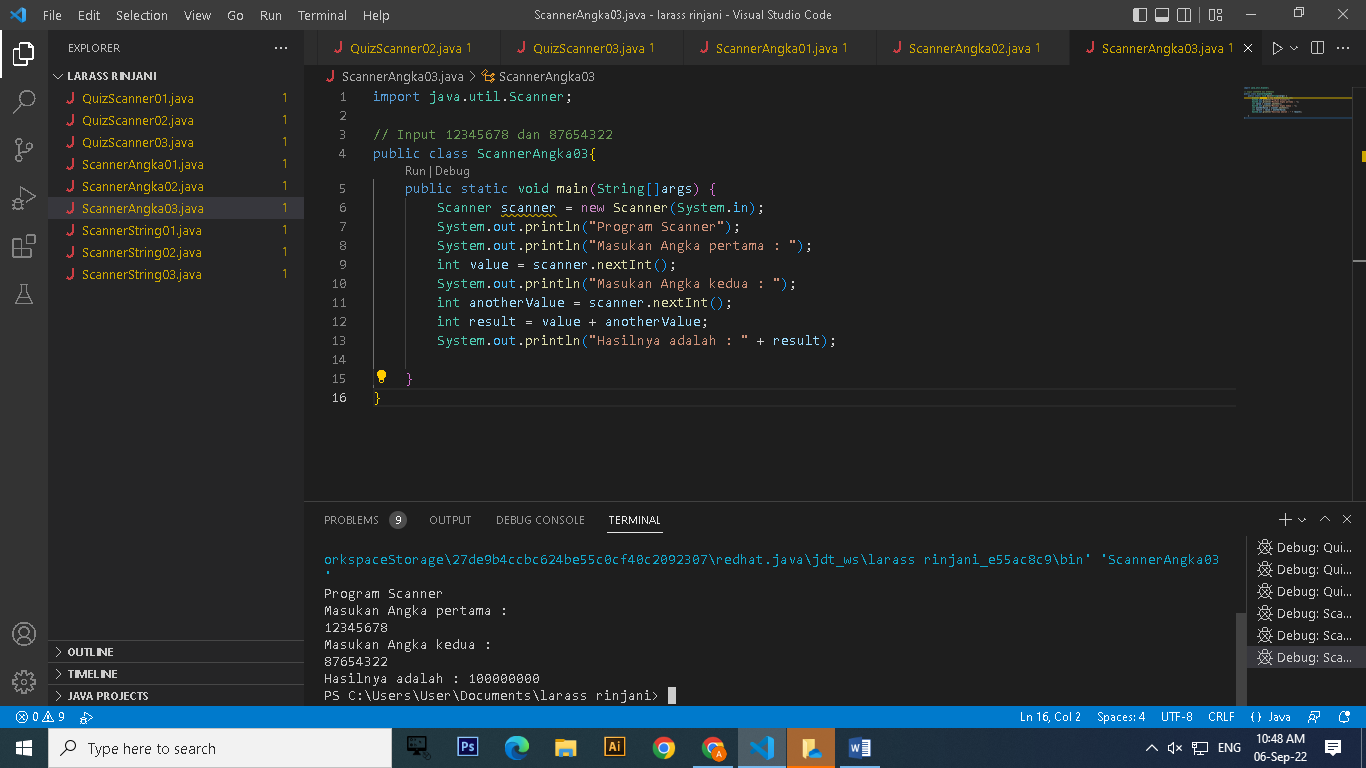 File Edit Selection View Go Run Terminal Help ScannerAngka03.java - larass rinjani - Visual Studio Code
EXPLORER
LARASS RINJANI
QuizScanner01.java 1
QuizScanner02.java 1
QuizScanner03.java 1
ScannerAngka01.java 1
ScannerAngka02.java 1
ScannerAngka03.java 1
ScannerString01.java 1
ScannerString02.java 1
ScannerString03.java 1
OUTLINE
TIMELINE
JAVA PROJECTS
QuizScanner02.java 1 QuizScanner03.java 1 ScannerAngka01.java 1 ScannerAngka02.java 1 ScannerAngka03.java 1
ScannerAngka03.java > ScannerAngka03
1 import java.util.Scanner;
2
3 // Input 12345678 dan 87654322
4 public class ScannerAngka03{
Run | Debug
5 public static void main(String[]args) {
6 Scanner scanner = new Scanner(System.in);
7 System.out.println("Program Scanner");
8 System.out.println("Masukan Angka pertama : ");
9 int value = scanner.nextInt();
10 System.out.println("Masukan Angka kedua : ");
11 int anotherValue = scanner.nextInt();
12 int result = value + anotherValue;
13 System.out.println("Hasilnya adalah : " + result);
14
15 }
16 }
PROBLEMS 9 OUTPUT DEBUG CONSOLE TERMINAL
orkspaceStorage\27de9b4ccbc624be55c0cf40c2092307\redhat.java\jdt_ws\larass rinjani_e55ac8c9\bin' 'ScannerAngka03
'
Program Scanner
Masukan Angka pertama :
12345678
Masukan Angka kedua :
87654322
Hasilnya adalah : 100000000
PS C:\Users\User\Documents\larass rinjani>
Debug: Qui...
Debug: Qui...
Debug: Qui...
Debug: Sca...
Debug: Sca...
Debug: Sca...
0 9 Ln 16, Col 2 Spaces: 4 UTF-8 CRLF {} Java
Type here to search
Ps Ai A W
ENG
10:48 AM
06-Sep-22